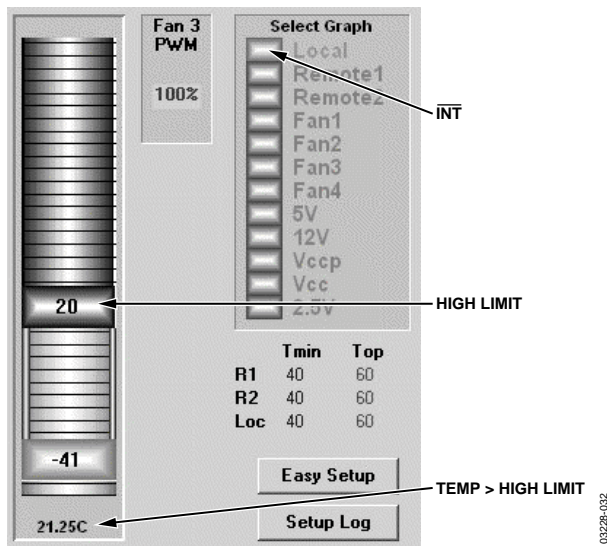 Fan 3
PWM
100%
Select Graph
Local
Remote1
Remote2
Fan1
Fan2
Fan3
Fan4
5V
12V
Vccp
Vcc
2.5V
INT
20
HIGH LIMIT
Tmin Top
R1 40 60
R2 40 60
Loc 40 60
-41
Easy Setup
TEMP > HIGH LIMIT
21.25C
Setup Log
03228-032